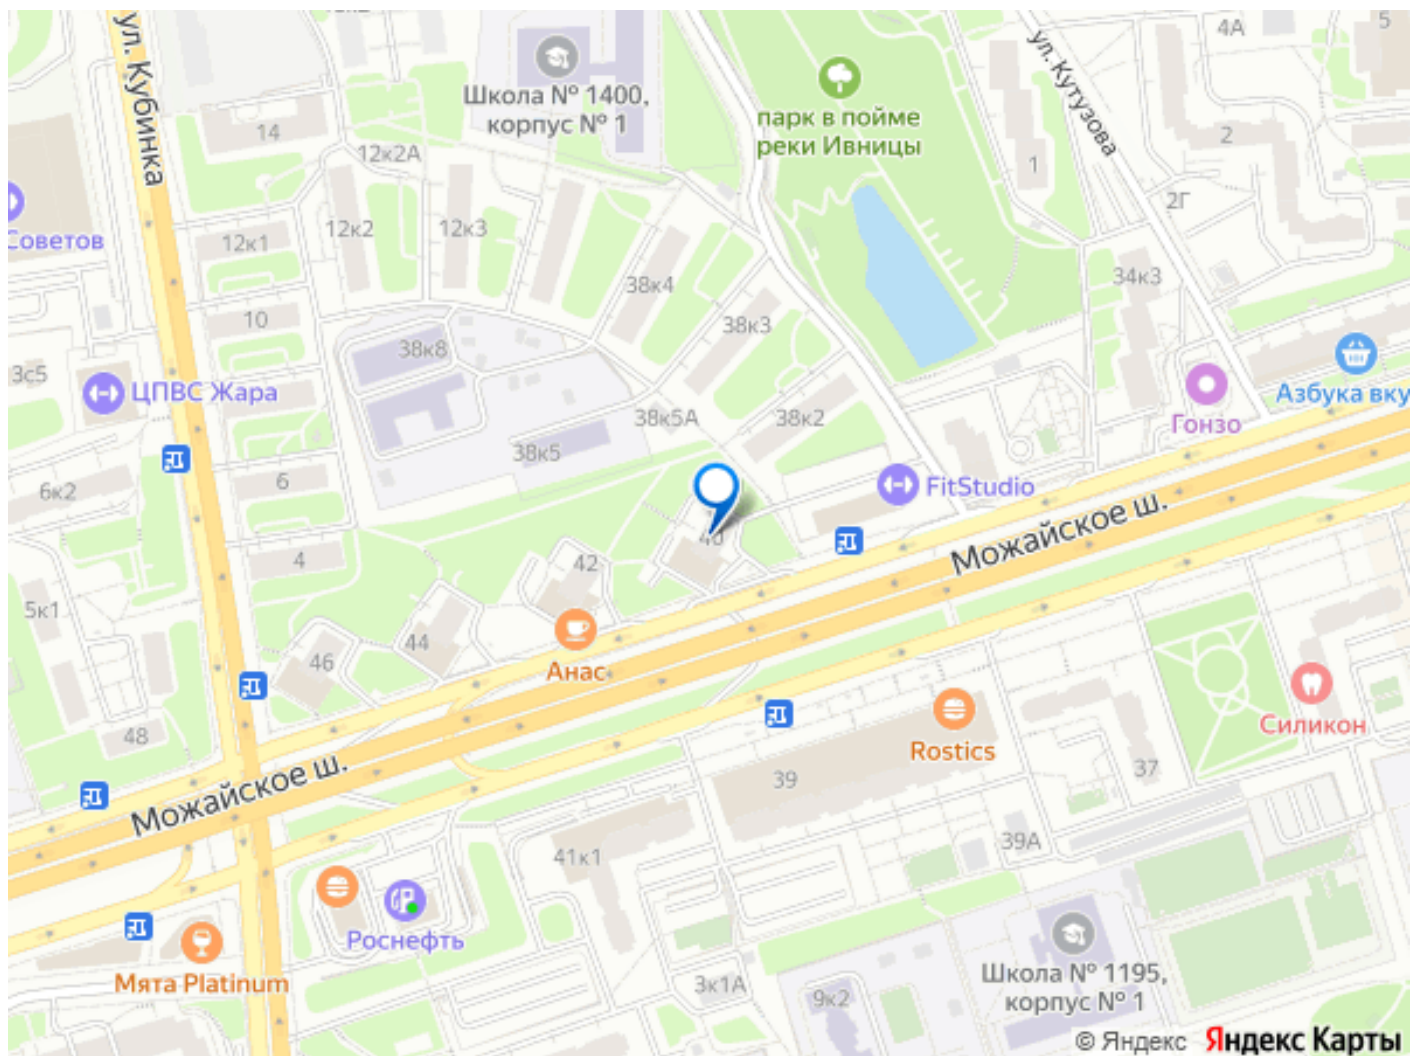 ул. Кубинка
Школа № 1400,
корпус № 1
парк в пойме
реки Ивницы
ул. Кутузова
4А
5
14
12к2А
1
2
2Г
Советов
12к1
12к2
12к3
38к4
34к3
10
38к8
38к3
3с5
ЦПВС Жара
38к5А
38к2
Гонзо
Азбука вку
38к5
6к2
6
FitStudio
40
Можайское ш.
4
42
5к1
44
46
Анас
48
Rostics
Силикон
Можайское ш.
39
37
41к1
39А
Роснефть
Мята Platinum
3к1А
9к2
Школа № 1195,
корпус № 1
© Яндекс Яндекс Карты